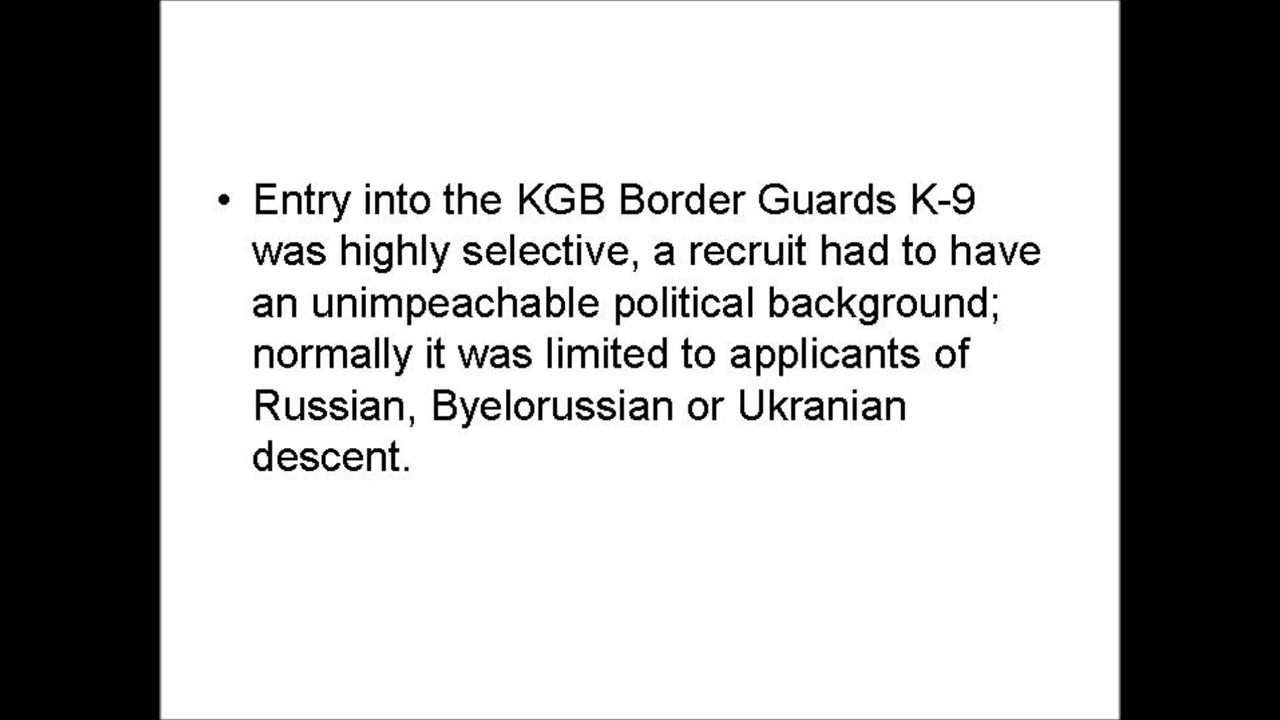 • Entry into the KGB Border Guards K-9
was highly selective, a recruit had to have
an unimpeachable political background;
normally it was limited to applicants of
Russian, Byelorussian or Ukranian
descent.